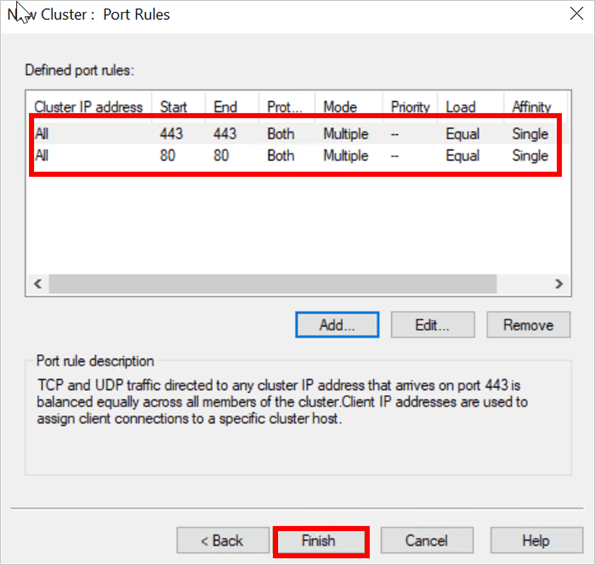 New Cluster :  Port Rules
Defined port rules:
Cluster IP address Start End Prot... Mode Priority Load Affinity
All 443 443 Both Multiple -- Equal Single
All 80 80 Both Multiple -- Equal Single
Add... Edit... Remove
Port rule description
TCP and UDP traffic directed to any cluster IP address that arrives on port 443 is
balanced equally across all members of the cluster.Client IP addresses are used to
assign client connections to a specific cluster host.
< Back Finish Cancel Help